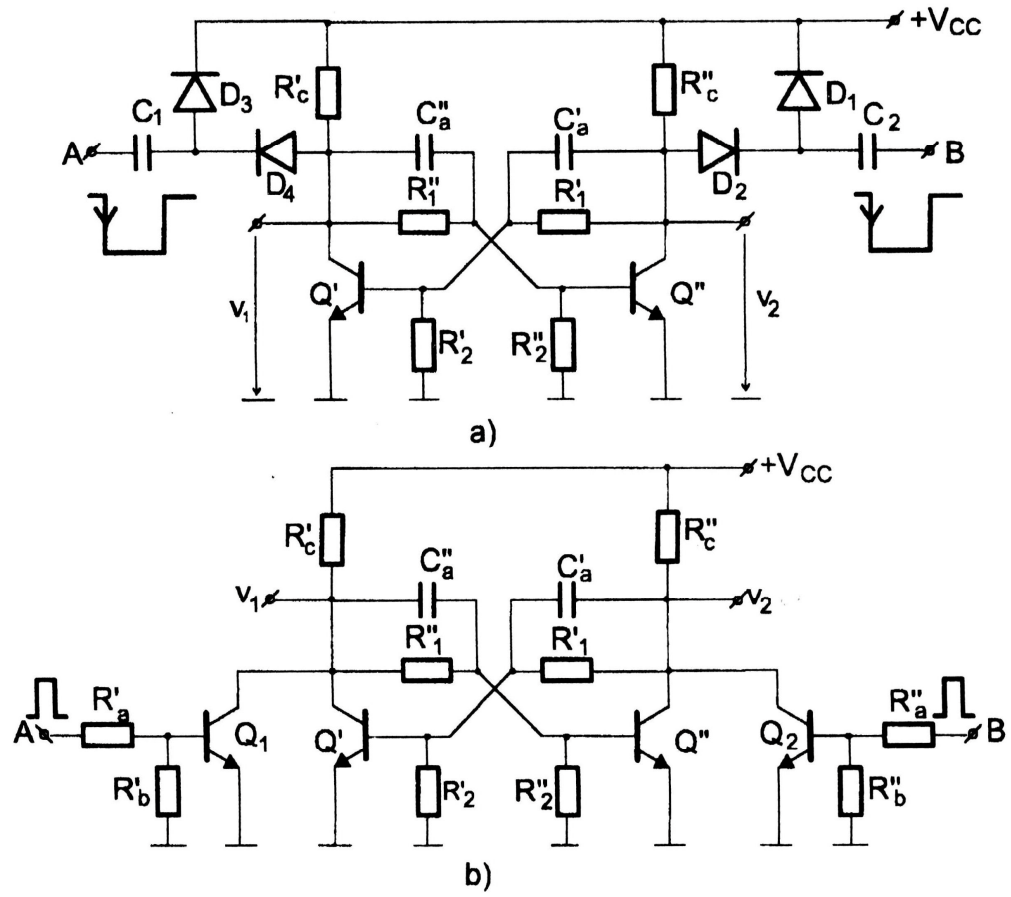 +VCC
R'c
R"c
D3
D1
C1
C"a
C'a
C2
A
B
D4
D2
R"1
R'1
Q'
Q"
v1
v2
R'2
R"2
a)
+VCC
R'c
R"c
C"a
C'a
v1
v2
R"1
R'1
A
R'a
Q1
Q'
Q"
Q2
R"a
B
R'b
R'2
R"2
R"b
b)